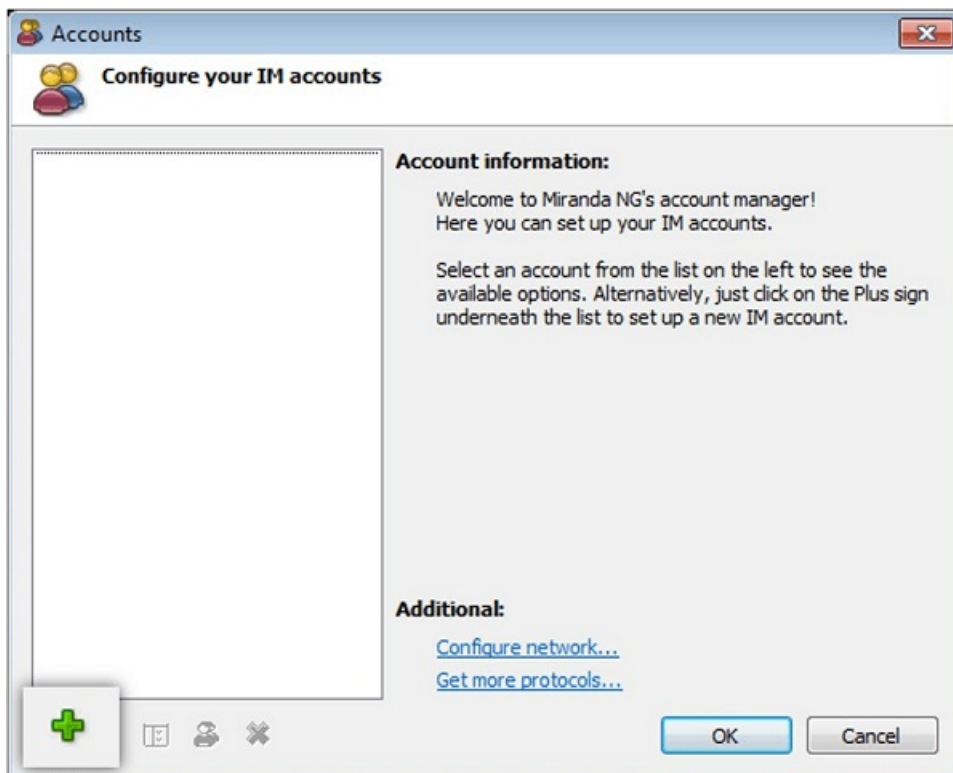 Accounts
Configure your IM accounts
Account information:
Welcome to Miranda NG's account manager!
Here you can set up your IM accounts.
Select an account from the list on the left to see the
available options. Alternatively, just click on the Plus sign
underneath the list to set up a new IM account.
Additional:
Configure network...
Get more protocols...
OK
Cancel